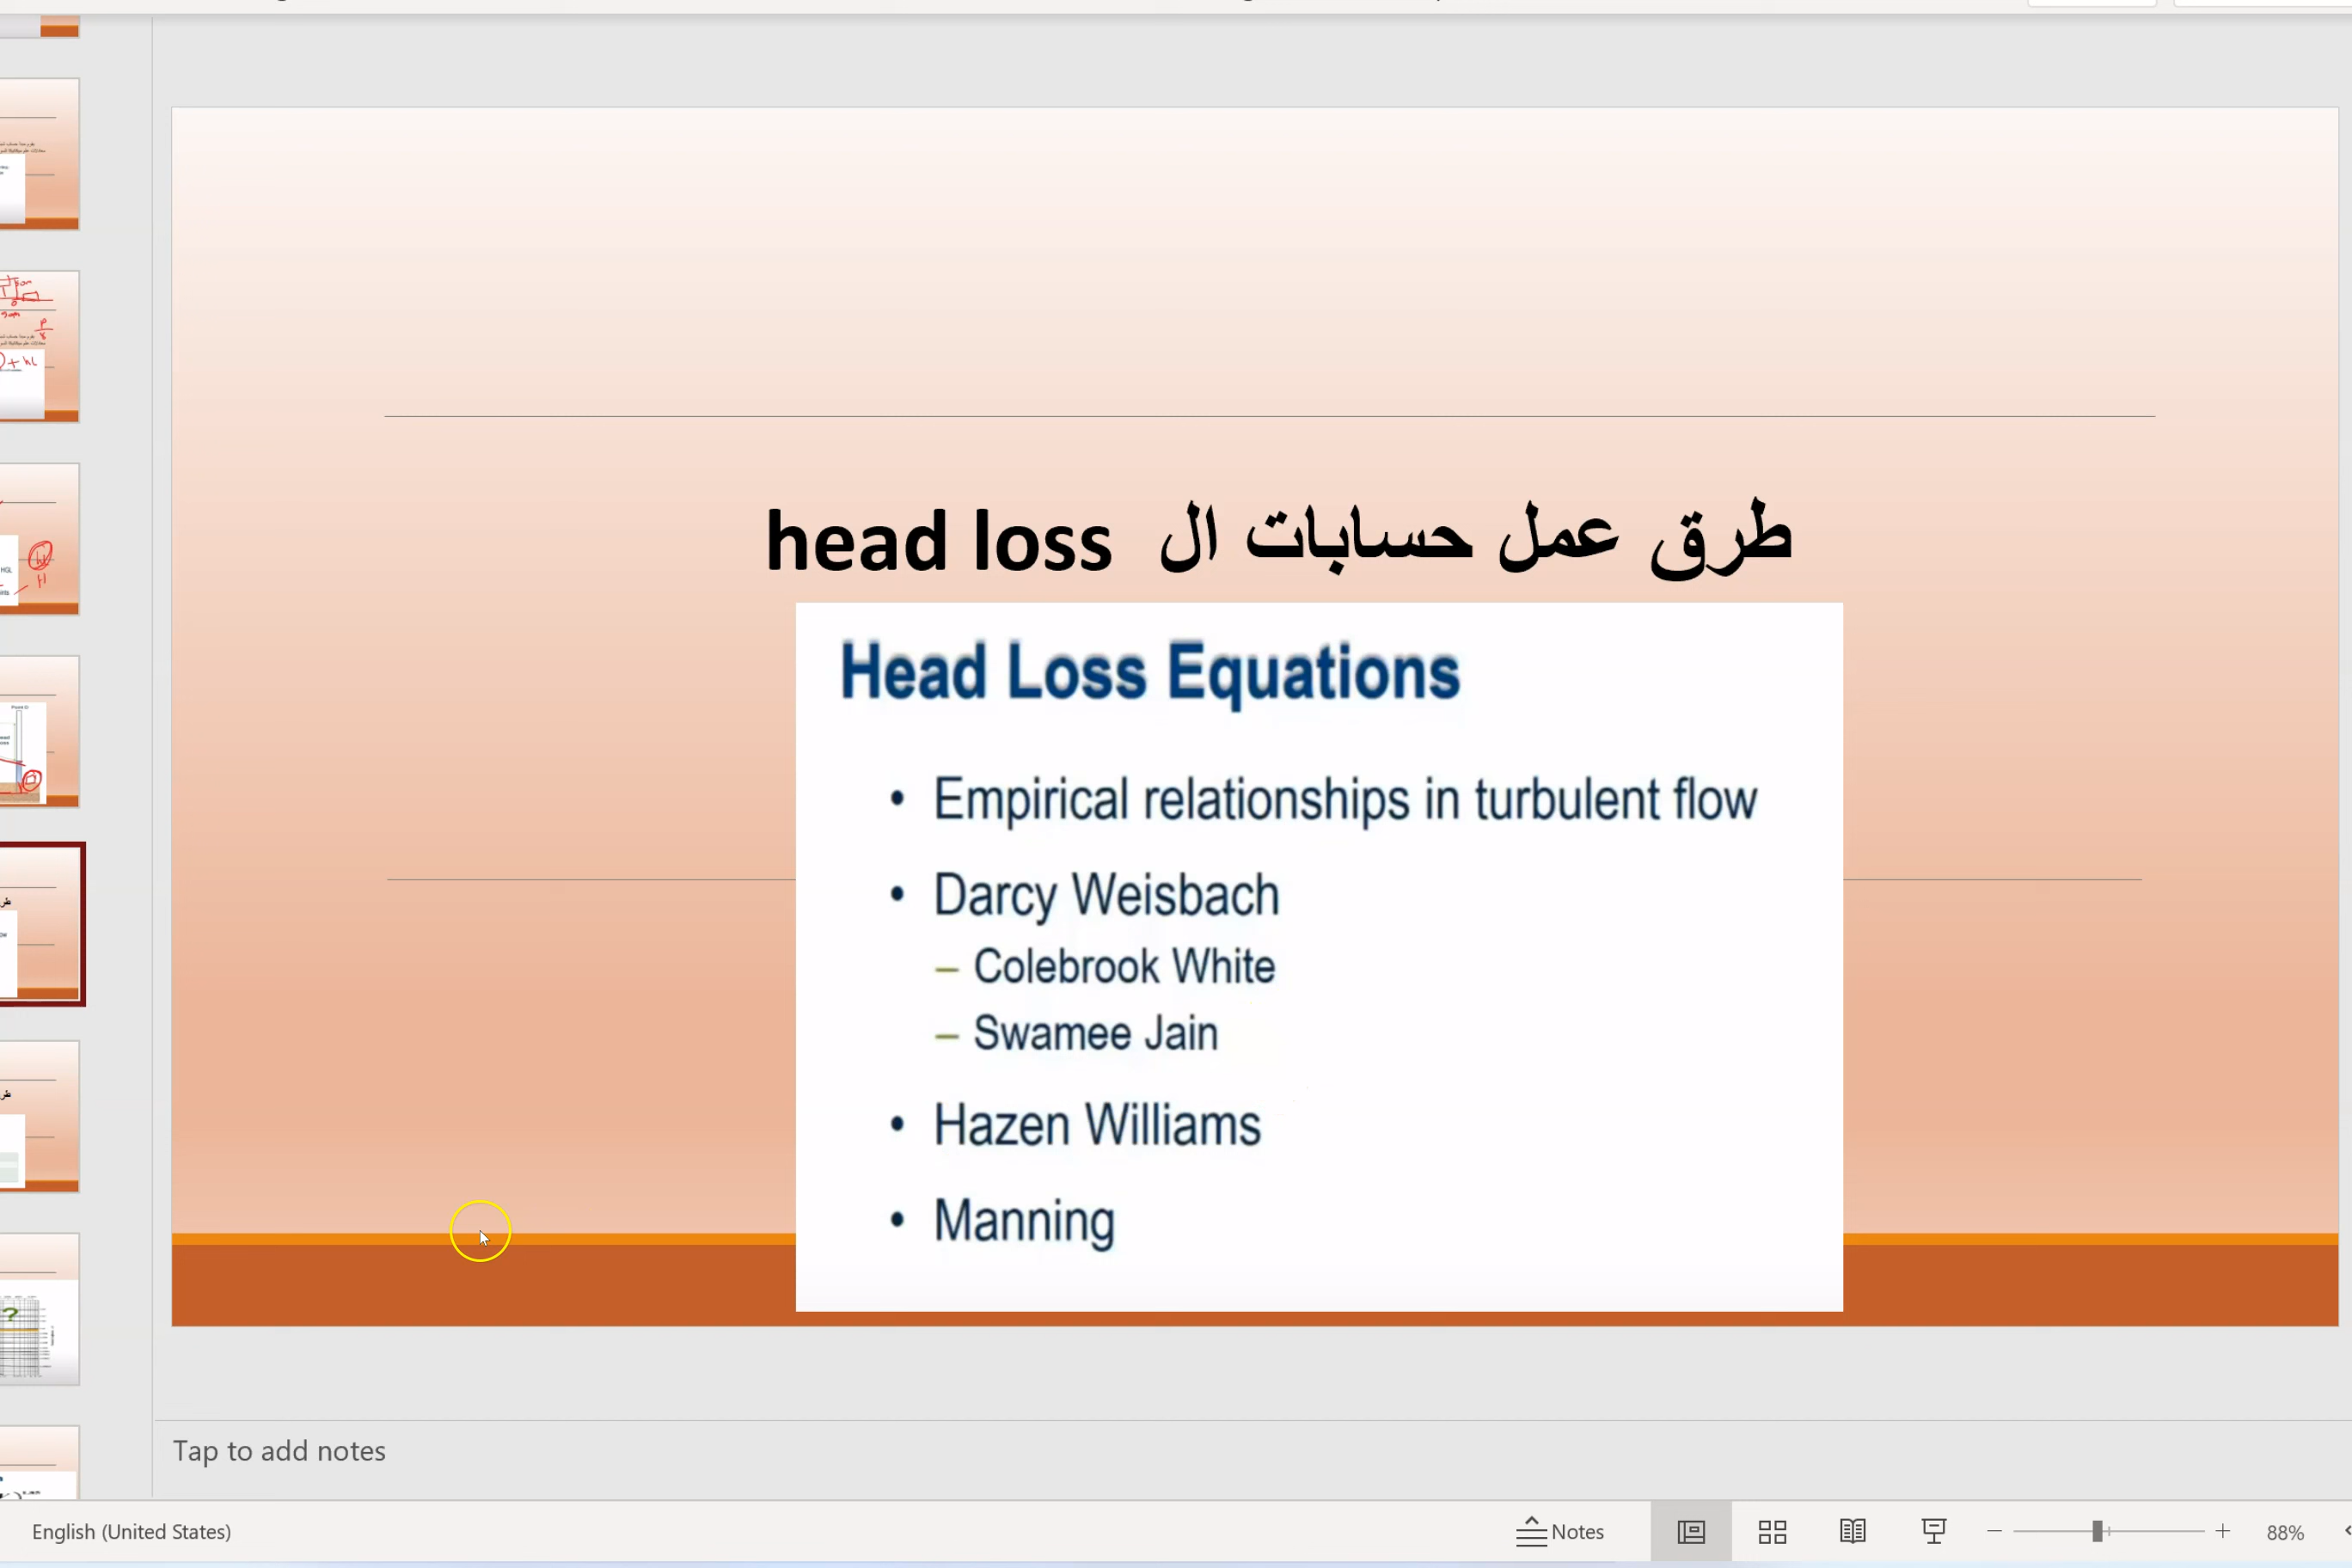 طرق عمل حسابات ال head loss
Head Loss Equations
• Empirical relationships in turbulent flow
• Darcy Weisbach
– Colebrook White
– Swamee Jain
• Hazen Williams
• Manning
Tap to add notes
English (United States)
Notes
88%